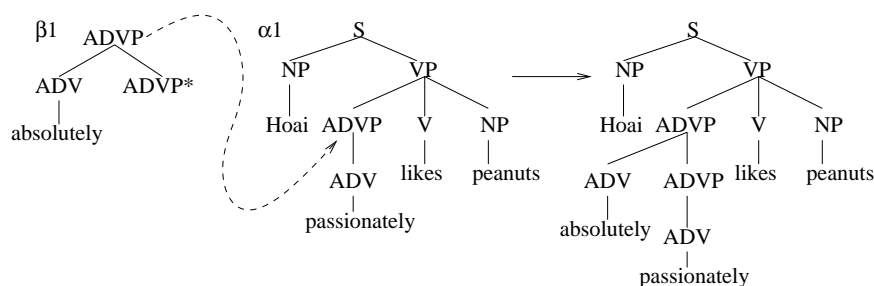 β1 ADVP α1 S S
ADV ADVP* NP VP NP VP
absolutely Hoai ADVP V NP Hoai ADVP V NP
ADV likes peanuts ADV ADVP likes peanuts
passionately absolutely ADV
passionately